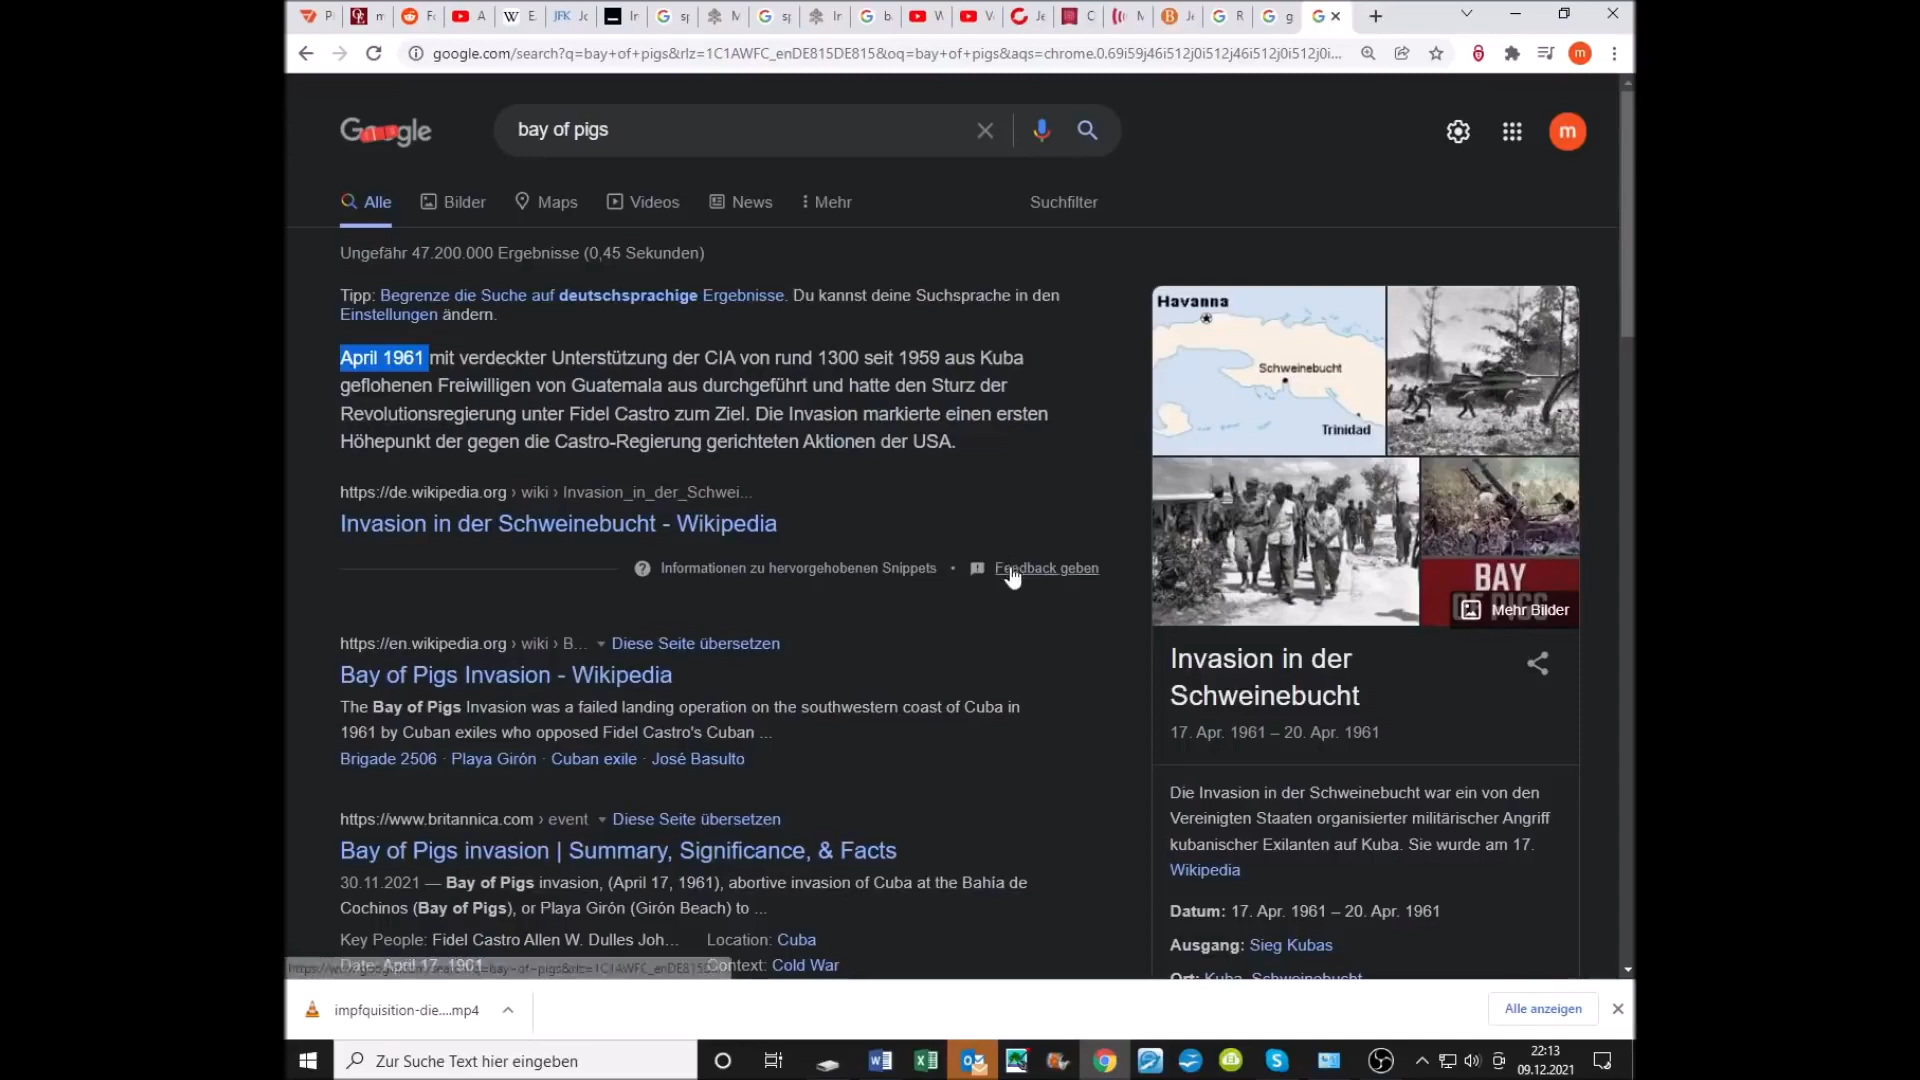 m
google.com/search?q=bay+of+pigs&rlz=1C1AWFC_enDE815DE815&oq=bay+of+pigs&aqs=chrome.0.69i59j46i512j0i512j46i512j0i512j0i...
m
Google
bay of pigs
m
Alle
Bilder
Maps
Videos
News
Mehr
Suchfilter
Ungefähr 47.200.000 Ergebnisse (0,45 Sekunden)
Tipp: Begrenze die Suche auf deutschsprachige Ergebnisse. Du kannst deine Suchsprache in den
Einstellungen ändern.
April 1961 mit verdeckter Unterstützung der CIA von rund 1300 seit 1959 aus Kuba
geflohenen Freiwilligen von Guatemala aus durchgeführt und hatte den Sturz der
Revolutionsregierung unter Fidel Castro zum Ziel. Die Invasion markierte einen ersten
Höhepunkt der gegen die Castro-Regierung gerichteten Aktionen der USA.
https://de.wikipedia.org › wiki › Invasion_in_der_Schwei...
Invasion in der Schweinebucht - Wikipedia
Informationen zu hervorgehobenen Snippets • Feedback geben
https://en.wikipedia.org › wiki › B... Diese Seite übersetzen
Bay of Pigs Invasion - Wikipedia
The Bay of Pigs Invasion was a failed landing operation on the southwestern coast of Cuba in
1961 by Cuban exiles who opposed Fidel Castro's Cuban ...
Brigade 2506 · Playa Girón · Cuban exile · José Basulto
https://www.britannica.com › event Diese Seite übersetzen
Bay of Pigs invasion | Summary, Significance, & Facts
30.11.2021 — Bay of Pigs invasion, (April 17, 1961), abortive invasion of Cuba at the Bahía de
Cochinos (Bay of Pigs), or Playa Girón (Girón Beach) to ...
Key People: Fidel Castro Allen W. Dulles Joh... Location: Cuba
Date: April 17, 1961 Context: Cold War
Havanna
Schweinebucht
Trinidad
BAY
OF PIGS
Mehr Bilder
Invasion in der
Schweinebucht
17. Apr. 1961 – 20. Apr. 1961
Die Invasion in der Schweinebucht war ein von den
Vereinigten Staaten organisierter militärischer Angriff
kubanischer Exilanten auf Kuba. Sie wurde am 17.
Wikipedia
Datum: 17. Apr. 1961 – 20. Apr. 1961
Ausgang: Sieg Kubas
Ort: Kuba, Schweinebucht
impfquisition-die....mp4
Alle anzeigen
Zur Suche Text hier eingeben
22:13
09.12.2021